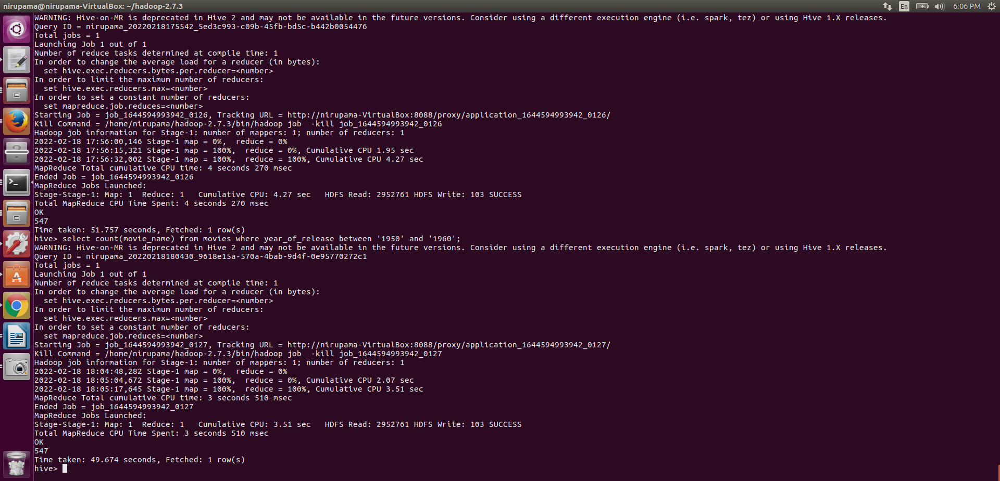 nirupama@nirupama-VirtualBox: ~/hadoop-2.7.3
En
6:06 PM
WARNING: Hive-on-MR is deprecated in Hive 2 and may not be available in the future versions. Consider using a different execution engine (i.e. spark, tez) or using Hive 1.X releases.
Query ID = nirupama_20220218175542_5ed3c993-c09b-45fb-bd5c-b442b0054476
Total jobs = 1
Launching Job 1 out of 1
Number of reduce tasks determined at compile time: 1
In order to change the average load for a reducer (in bytes):
  set hive.exec.reducers.bytes.per.reducer=<number>
In order to limit the maximum number of reducers:
  set hive.exec.reducers.max=<number>
In order to set a constant number of reducers:
  set mapreduce.job.reduces=<number>
Starting Job = job_1644594993942_0126, Tracking URL = http://nirupama-VirtualBox:8088/proxy/application_1644594993942_0126/
Kill Command = /home/nirupama/hadoop-2.7.3/bin/hadoop job  -kill job_1644594993942_0126
Hadoop job information for Stage-1: number of mappers: 1; number of reducers: 1
2022-02-18 17:56:00,146 Stage-1 map = 0%,  reduce = 0%
2022-02-18 17:56:15,321 Stage-1 map = 100%,  reduce = 0%, Cumulative CPU 1.95 sec
2022-02-18 17:56:32,002 Stage-1 map = 100%,  reduce = 100%, Cumulative CPU 4.27 sec
MapReduce Total cumulative CPU time: 4 seconds 270 msec
Ended Job = job_1644594993942_0126
MapReduce Jobs Launched:
Stage-Stage-1: Map: 1  Reduce: 1   Cumulative CPU: 4.27 sec   HDFS Read: 2952761 HDFS Write: 103 SUCCESS
Total MapReduce CPU Time Spent: 4 seconds 270 msec
OK
547
Time taken: 51.757 seconds, Fetched: 1 row(s)
hive> select count(movie_name) from movies where year_of_release between '1950' and '1960';
WARNING: Hive-on-MR is deprecated in Hive 2 and may not be available in the future versions. Consider using a different execution engine (i.e. spark, tez) or using Hive 1.X releases.
Query ID = nirupama_20220218180430_9618e15a-570a-4bab-9d4f-0e95770272c1
Total jobs = 1
Launching Job 1 out of 1
Number of reduce tasks determined at compile time: 1
In order to change the average load for a reducer (in bytes):
  set hive.exec.reducers.bytes.per.reducer=<number>
In order to limit the maximum number of reducers:
  set hive.exec.reducers.max=<number>
In order to set a constant number of reducers:
  set mapreduce.job.reduces=<number>
Starting Job = job_1644594993942_0127, Tracking URL = http://nirupama-VirtualBox:8088/proxy/application_1644594993942_0127/
Kill Command = /home/nirupama/hadoop-2.7.3/bin/hadoop job  -kill job_1644594993942_0127
Hadoop job information for Stage-1: number of mappers: 1; number of reducers: 1
2022-02-18 18:04:48,282 Stage-1 map = 0%,  reduce = 0%
2022-02-18 18:05:04,672 Stage-1 map = 100%,  reduce = 0%, Cumulative CPU 2.07 sec
2022-02-18 18:05:17,645 Stage-1 map = 100%,  reduce = 100%, Cumulative CPU 3.51 sec
MapReduce Total cumulative CPU time: 3 seconds 510 msec
Ended Job = job_1644594993942_0127
MapReduce Jobs Launched:
Stage-Stage-1: Map: 1  Reduce: 1   Cumulative CPU: 3.51 sec   HDFS Read: 2952761 HDFS Write: 103 SUCCESS
Total MapReduce CPU Time Spent: 3 seconds 510 msec
OK
547
Time taken: 49.674 seconds, Fetched: 1 row(s)
hive>